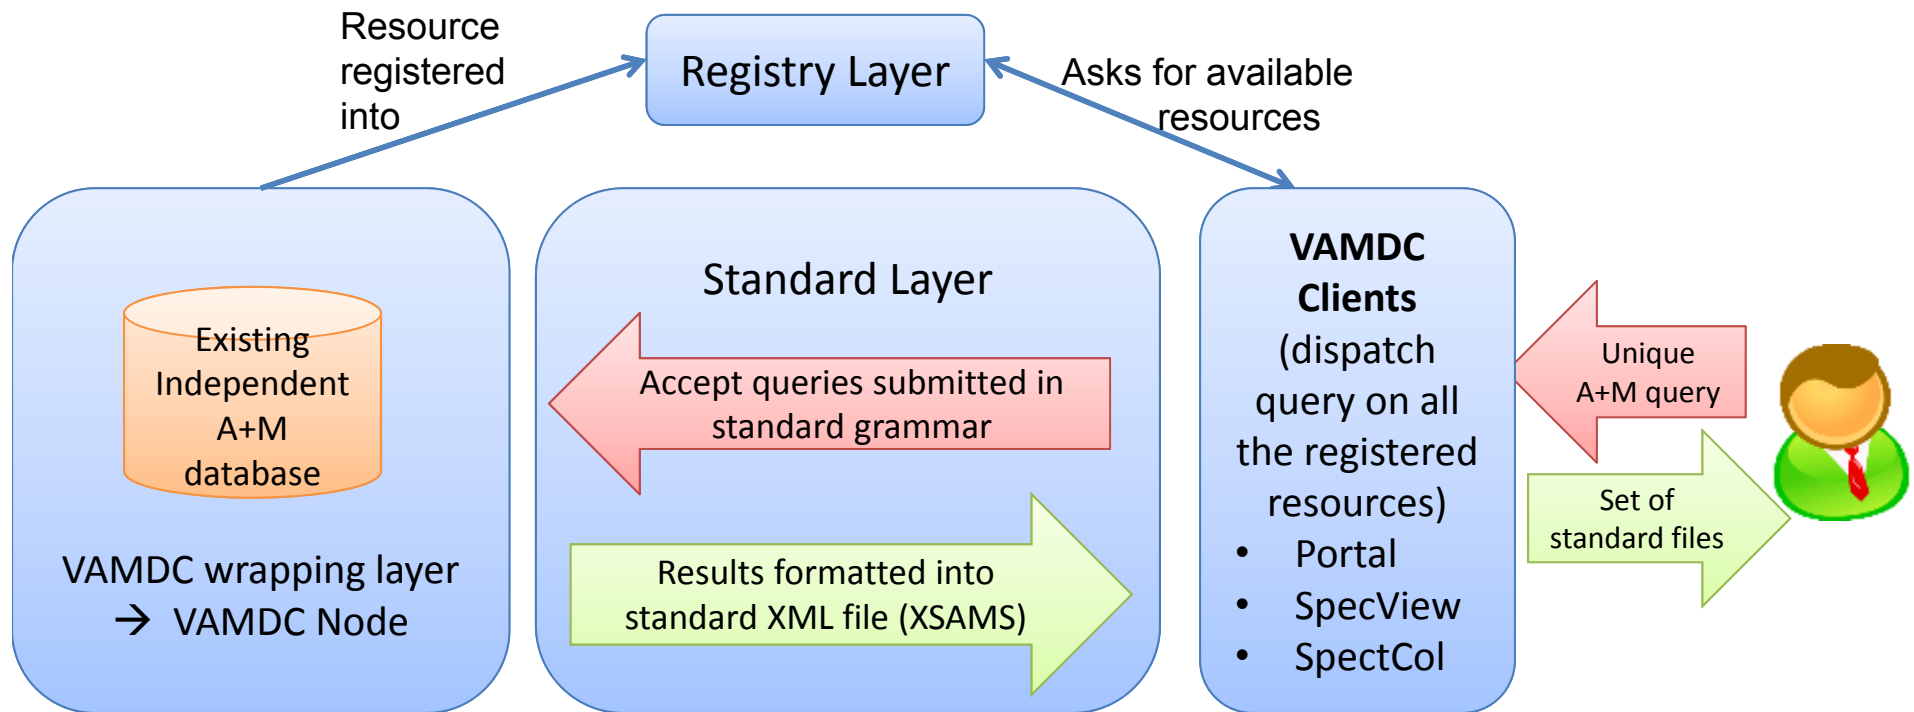 Resource
registered
into
Registry Layer
Asks for available
resources
Existing
Independent
A+M
database
VAMDC wrapping layer
→ VAMDC Node
Standard Layer
Accept queries submitted in
standard grammar
Results formatted into
standard XML file (XSAMS)
VAMDC
Clients
(dispatch
query on all
the registered
resources)
• Portal
• SpecView
• SpectCol
Unique
A+M query
Set of
standard files